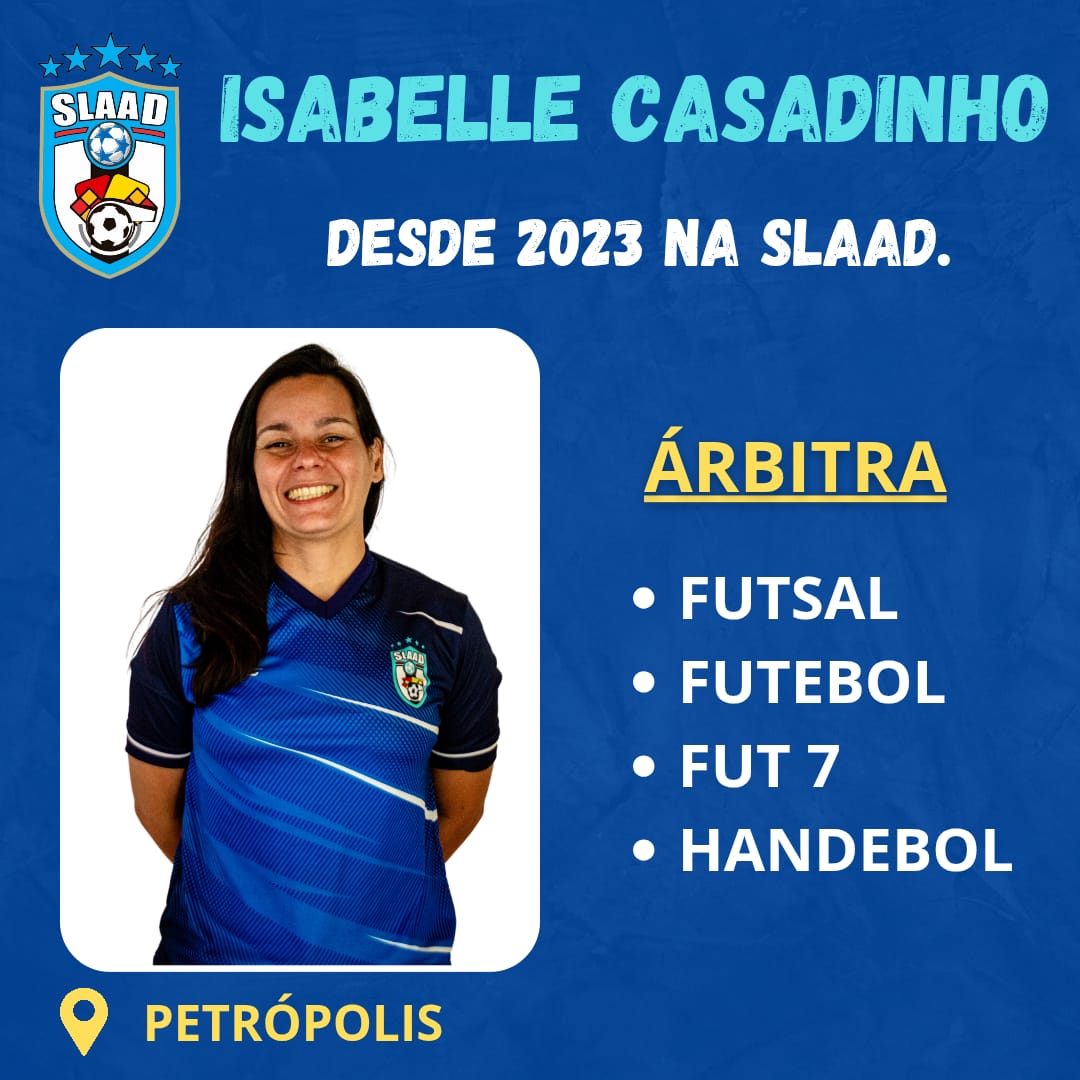 SLAAD
ISABELLE CASADINHO
DESDE 2023 NA SLAAD.
SLAAD
ÁRBITRA
• FUTSAL
• FUTEBOL
• FUT 7
• HANDEBOL
PETRÓPOLIS